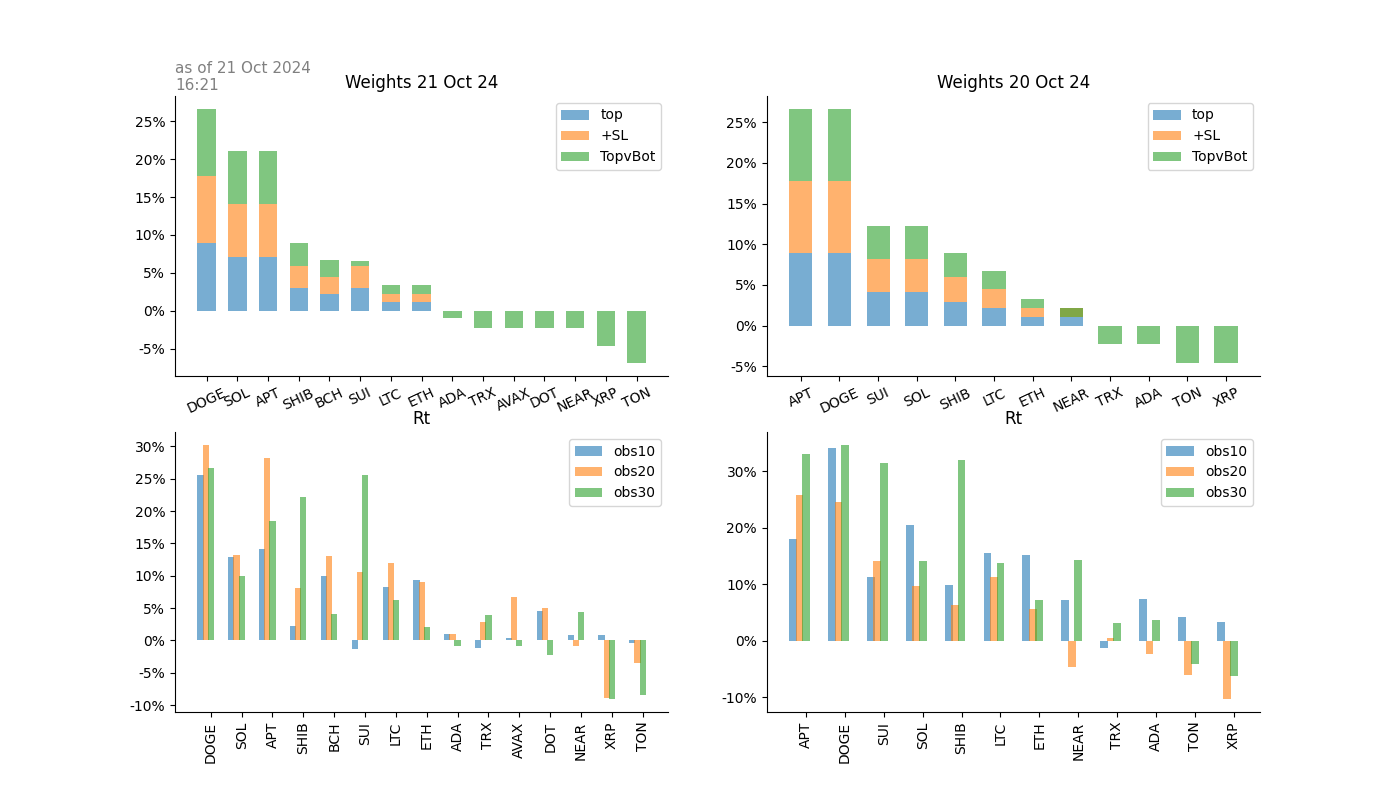 as of 21 Oct 2024
16:21
Weights 21 Oct 24
25%
20%
15%
10%
5%
0%
-5%
top
+SL
TopvBot
DOGE SOL APT SHIB BCH SUI LTC ETH ADA TRX AVAX DOT NEAR XRP TON
Weights 20 Oct 24
25%
20%
15%
10%
5%
0%
-5%
top
+SL
TopvBot
APT DOGE SUI SOL SHIB LTC ETH NEAR TRX ADA TON XRP
Rt
30%
25%
20%
15%
10%
5%
0%
-5%
-10%
obs10
obs20
obs30
DOGE SOL APT SHIB BCH SUI LTC ETH ADA TRX AVAX DOT NEAR XRP TON
Rt
30%
20%
10%
0%
-10%
obs10
obs20
obs30
APT DOGE SUI SOL SHIB LTC ETH NEAR TRX ADA TON XRP